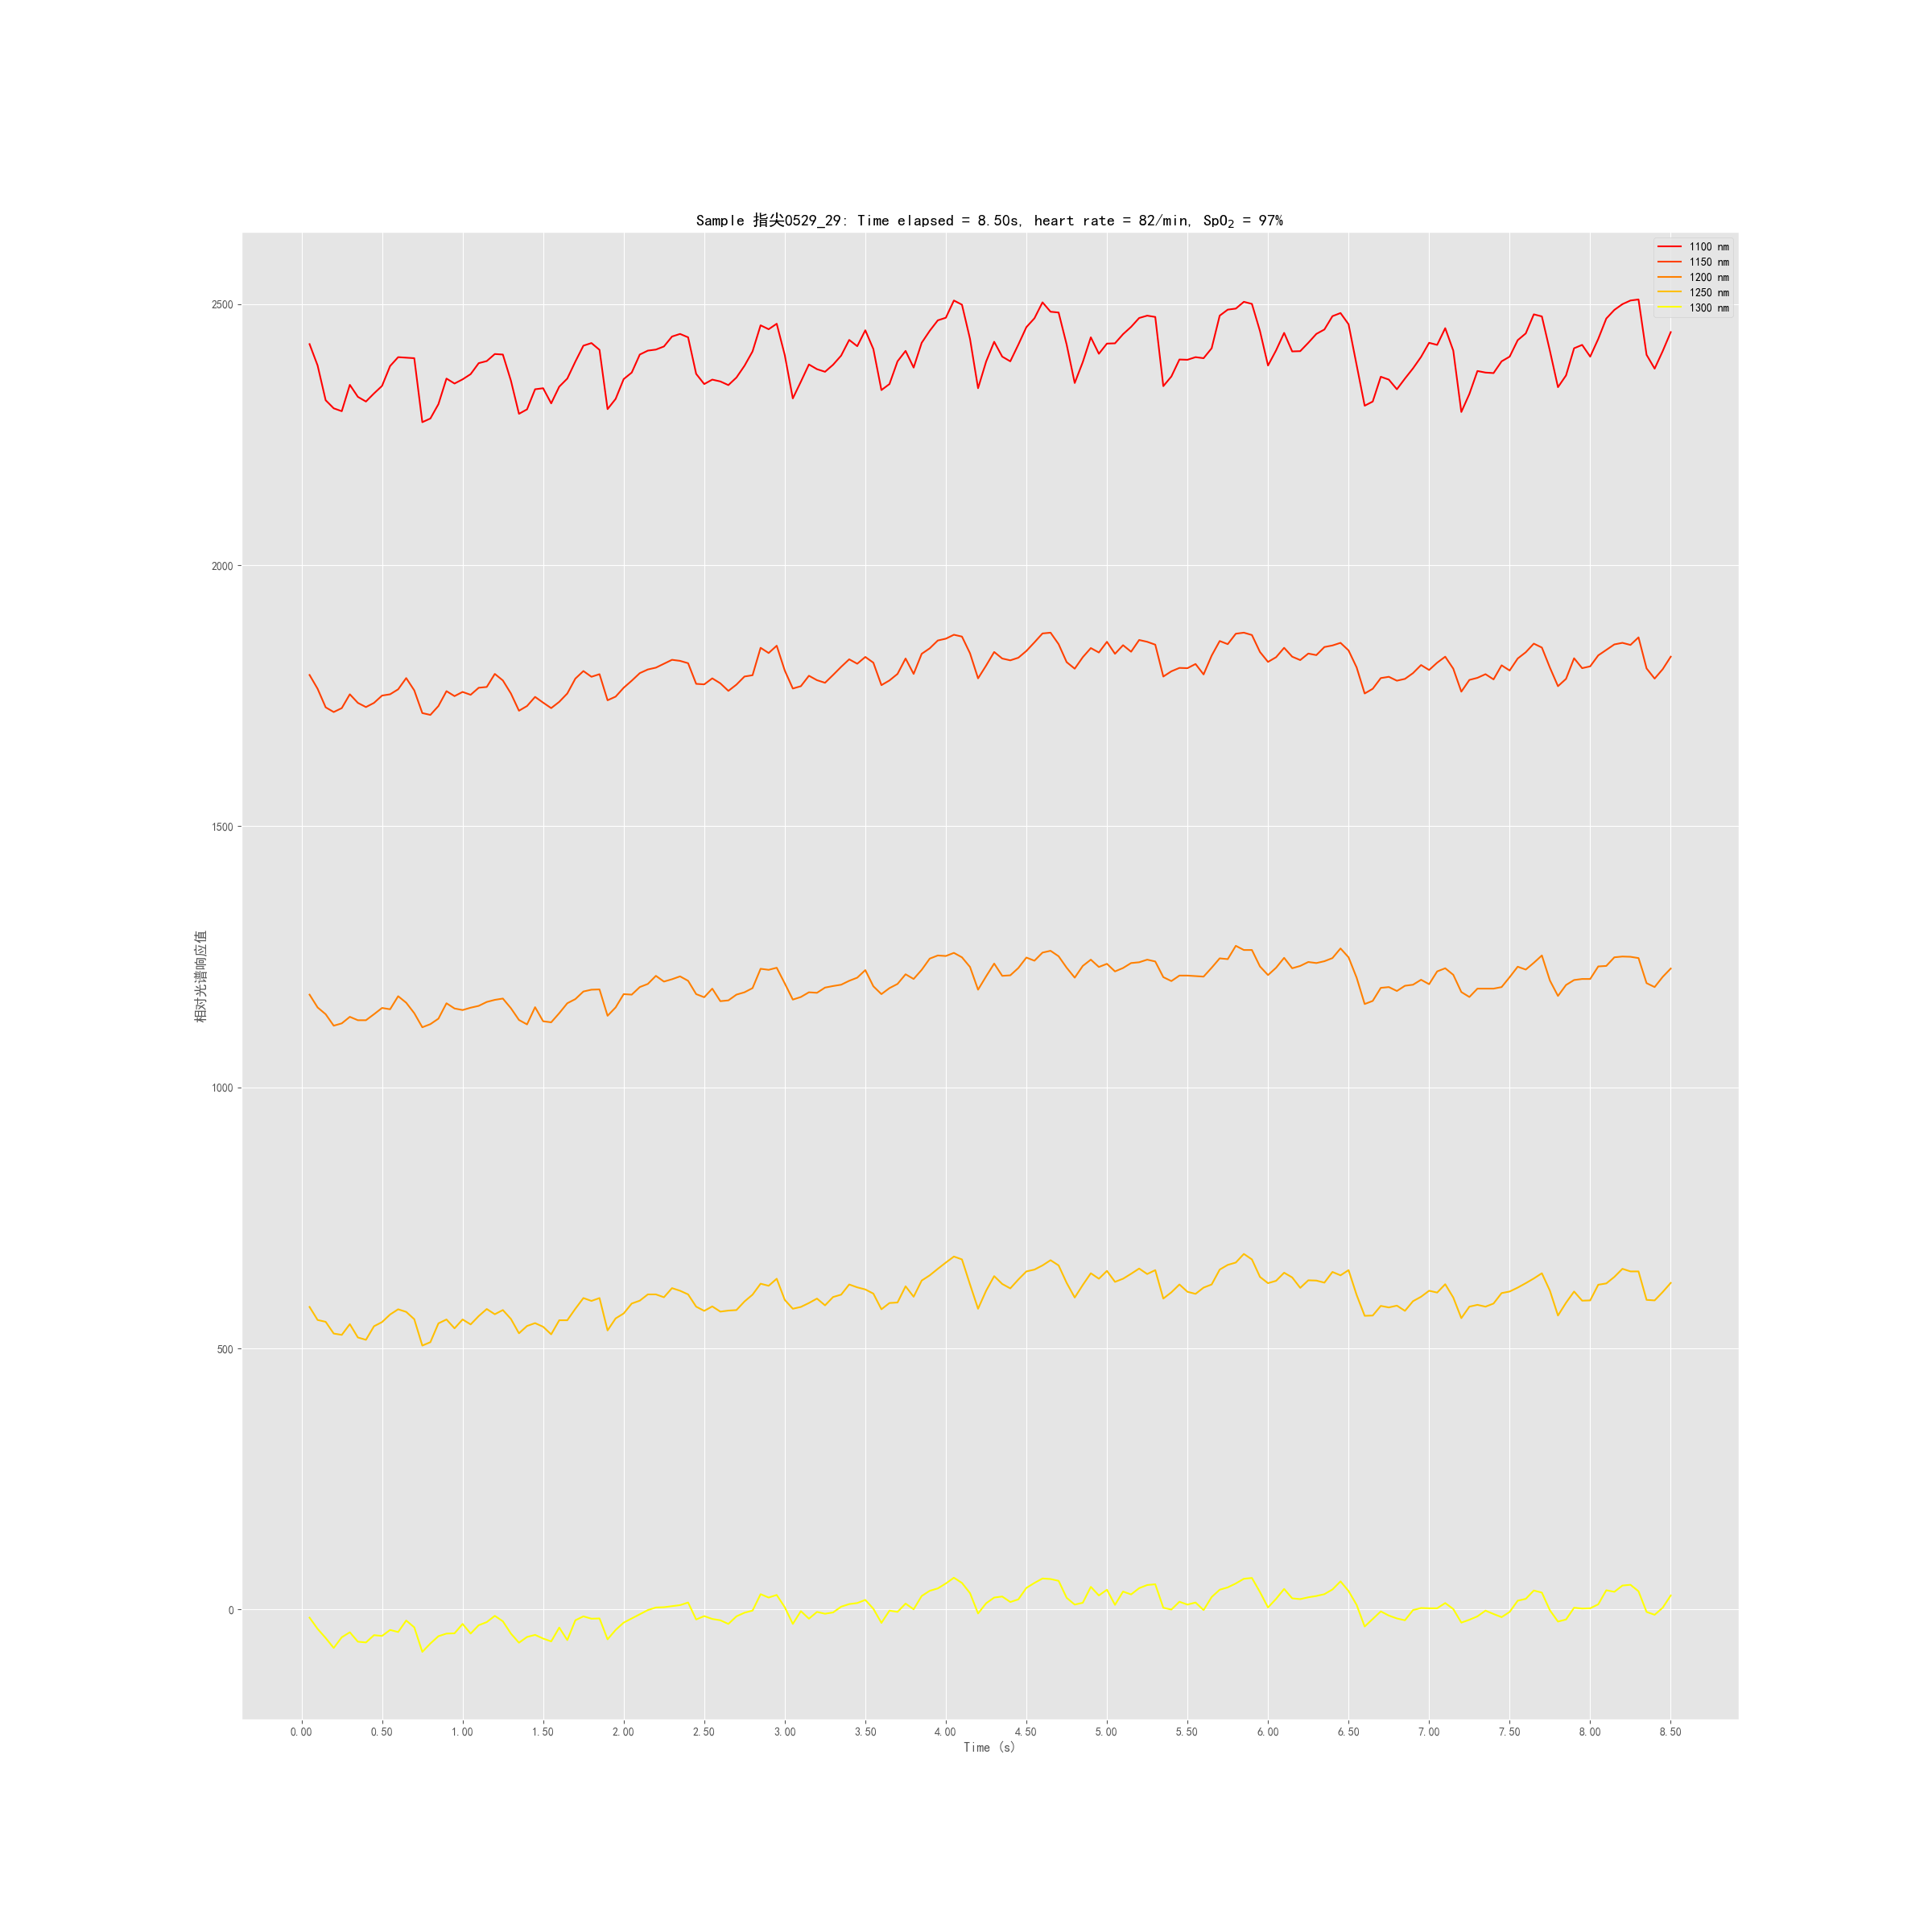 Sample 指尖0529_29: Time elapsed = 8.50s, heart rate = 82/min, SpO₂ = 97%
1100 nm
1150 nm
1200 nm
1250 nm
1300 nm
2500
2000
1500
1000
500
0
相对光谱响应值
0.00 0.50 1.00 1.50 2.00 2.50 3.00 3.50 4.00 4.50 5.00 5.50 6.00 6.50 7.00 7.50 8.00 8.50
Time (s)